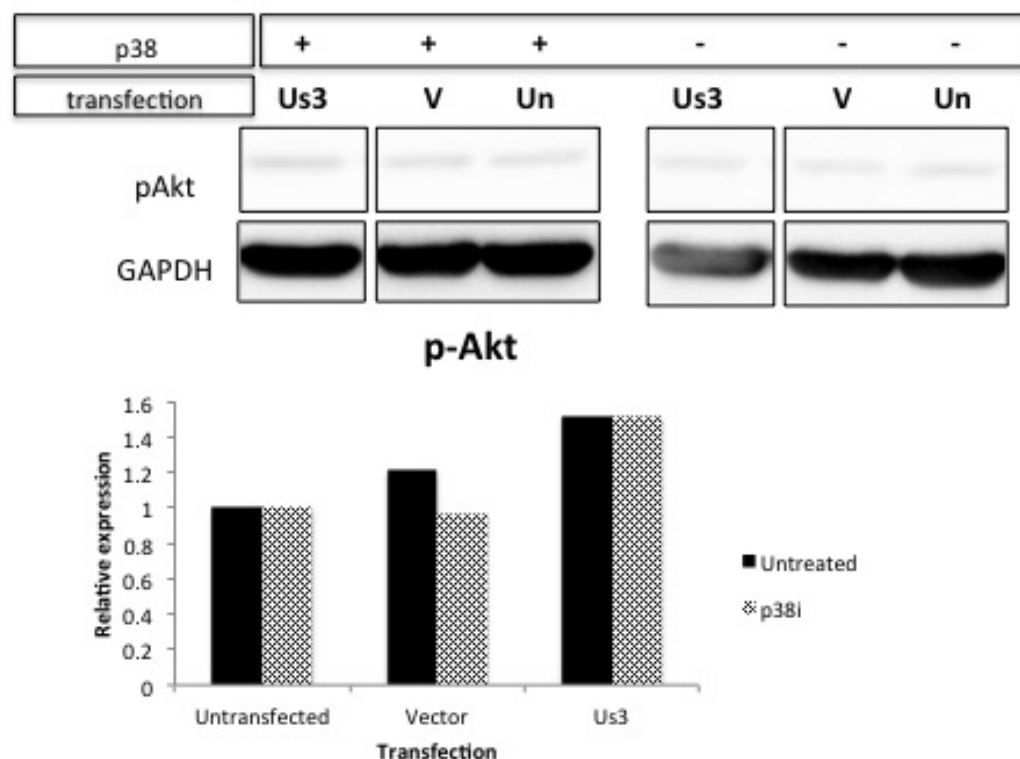 p38 + + + - - -
transfection Us3 V Un Us3 V Un
pAkt
GAPDH
p-Akt
1.6
1.4
1.2
1
0.8
0.6
0.4
0.2
0
Relative expression
Untreated
p38i
Untransfected Vector Us3
Transfection